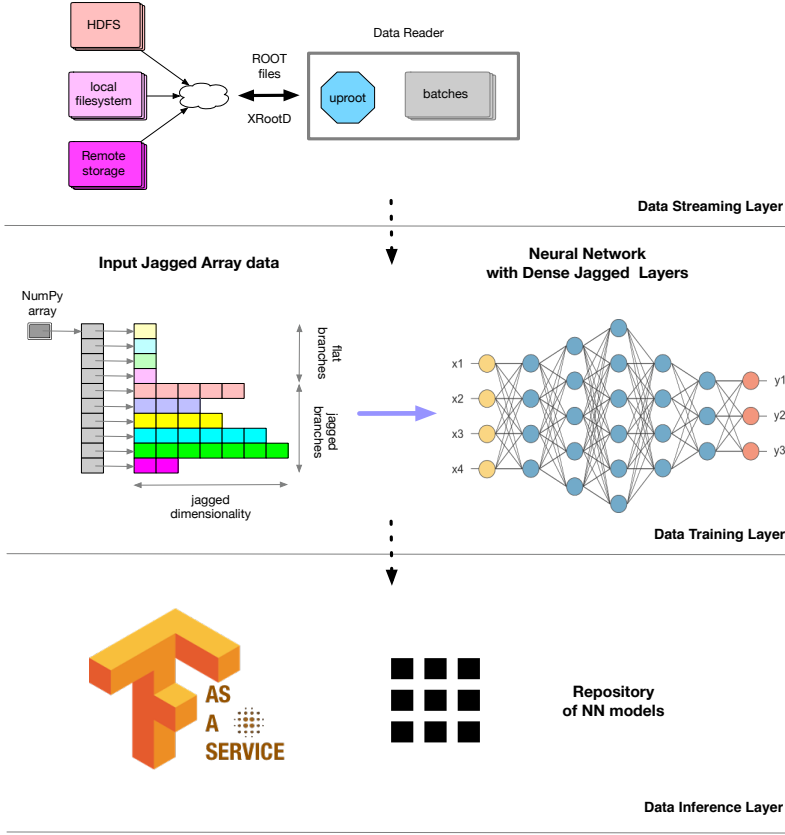 HDFS
local
filesystem
Remote
storage
ROOT
files
XRootD
Data Reader
uproot
batches
Data Streaming Layer
Input Jagged Array data
NumPy
array
flat
branches
jagged
branches
jagged
dimensionality
Neural Network
with Dense Jagged Layers
x1
x2
x3
x4
y1
y2
y3
Data Training Layer
AS
A
SERVICE
Repository
of NN models
Data Inference Layer